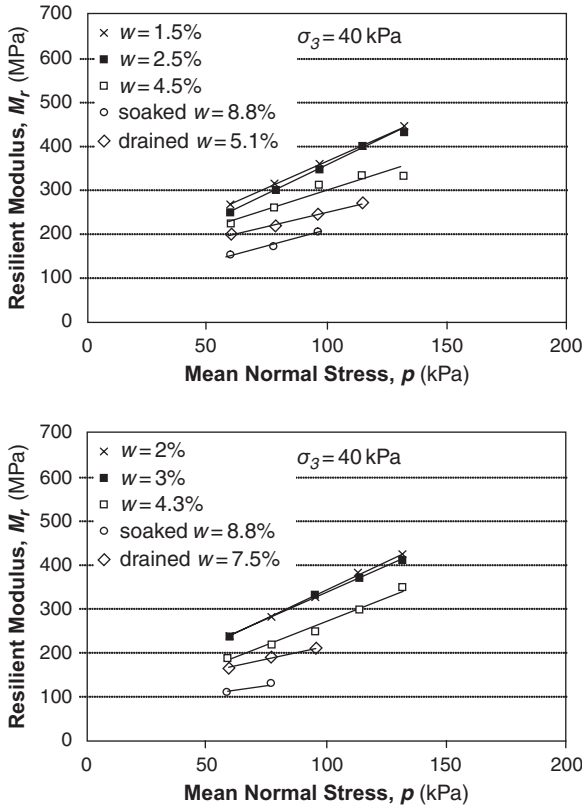 700
600
500
400
300
200
100
0
Resilient Modulus, Mr (MPa)
× w = 1.5%
■ w = 2.5%
□ w = 4.5%
○ soaked w = 8.8%
◇ drained w = 5.1%
σ3 = 40 kPa
0 50 100 150 200
Mean Normal Stress, p (kPa)
700
600
500
400
300
200
100
0
Resilient Modulus, Mr (MPa)
× w = 2%
■ w = 3%
□ w = 4.3%
○ soaked w = 8.8%
◇ drained w = 7.5%
σ3 = 40 kPa
0 50 100 150 200
Mean Normal Stress, p (kPa)